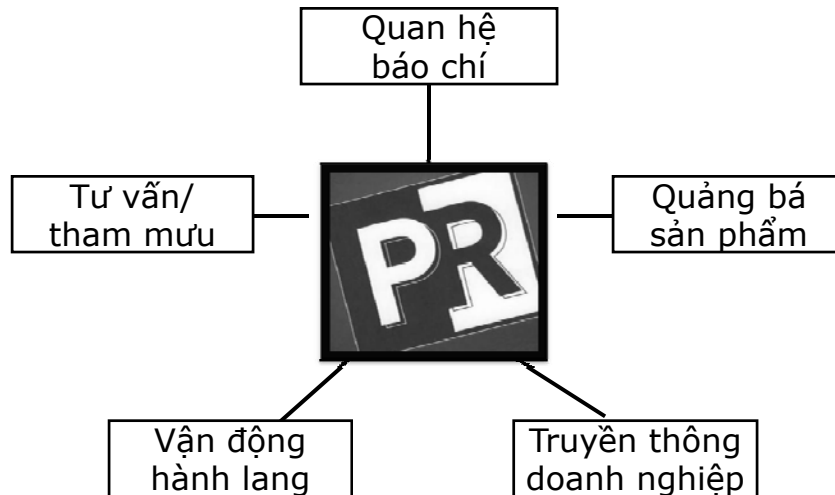 Quan hệ
báo chí
Tư vấn/
tham mưu
PR
Quảng bá
sản phẩm
Vận động
hành lang
Truyền thông
doanh nghiệp